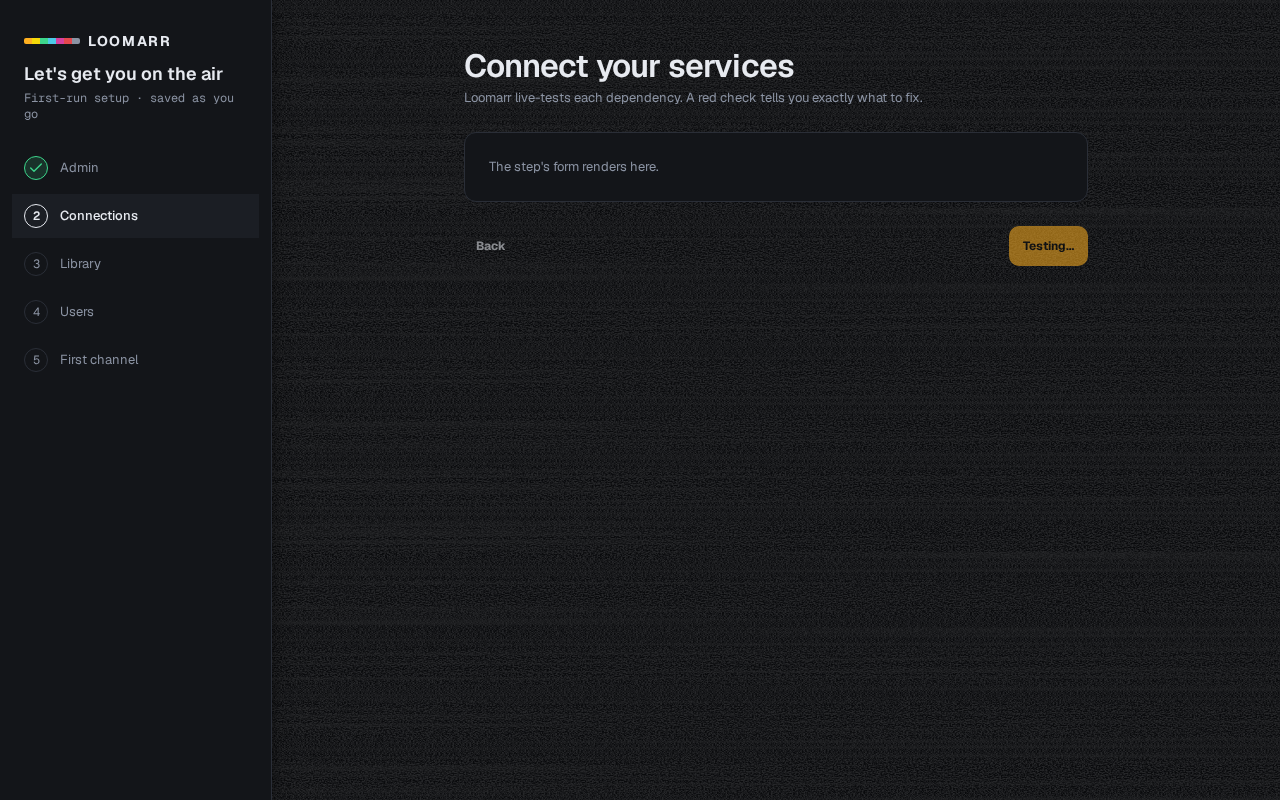 LOOMARR
Let's get you on the air
First-run setup · saved as you
go
Admin
2 Connections
3 Library
4 Users
5 First channel
Connect your services
Loomarr live-tests each dependency. A red check tells you exactly what to fix.
The step's form renders here.
Back
Testing…